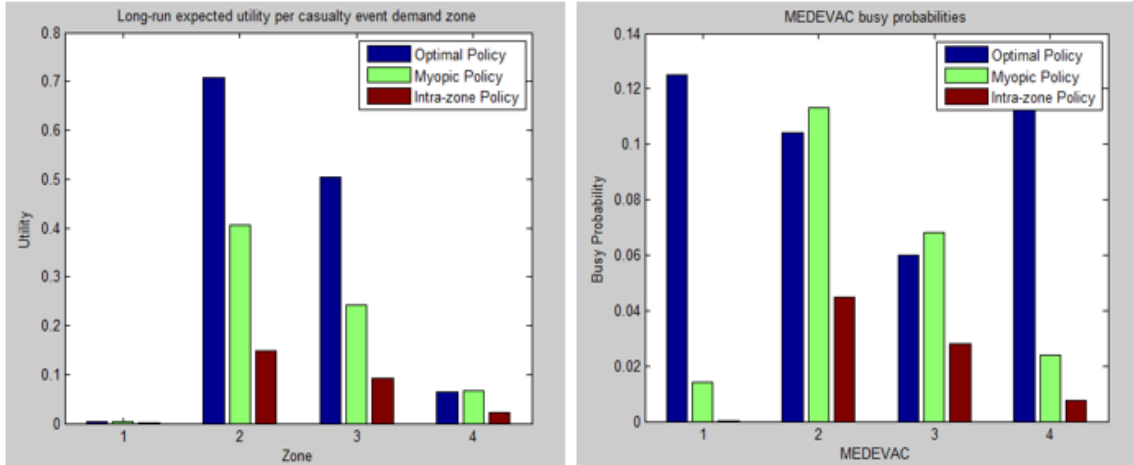 Long-run expected utility per casualty event demand zone
0.8
0.7
0.6
0.5
0.4
0.3
0.2
0.1
0
Utility
Optimal Policy
Myopic Policy
Intra-zone Policy
1 2 3 4
Zone
MEDEVAC busy probabilities
0.14
0.12
0.1
0.08
0.06
0.04
0.02
0
Busy Probability
Optimal Policy
Myopic Policy
Intra-zone Policy
1 2 3 4
MEDEVAC